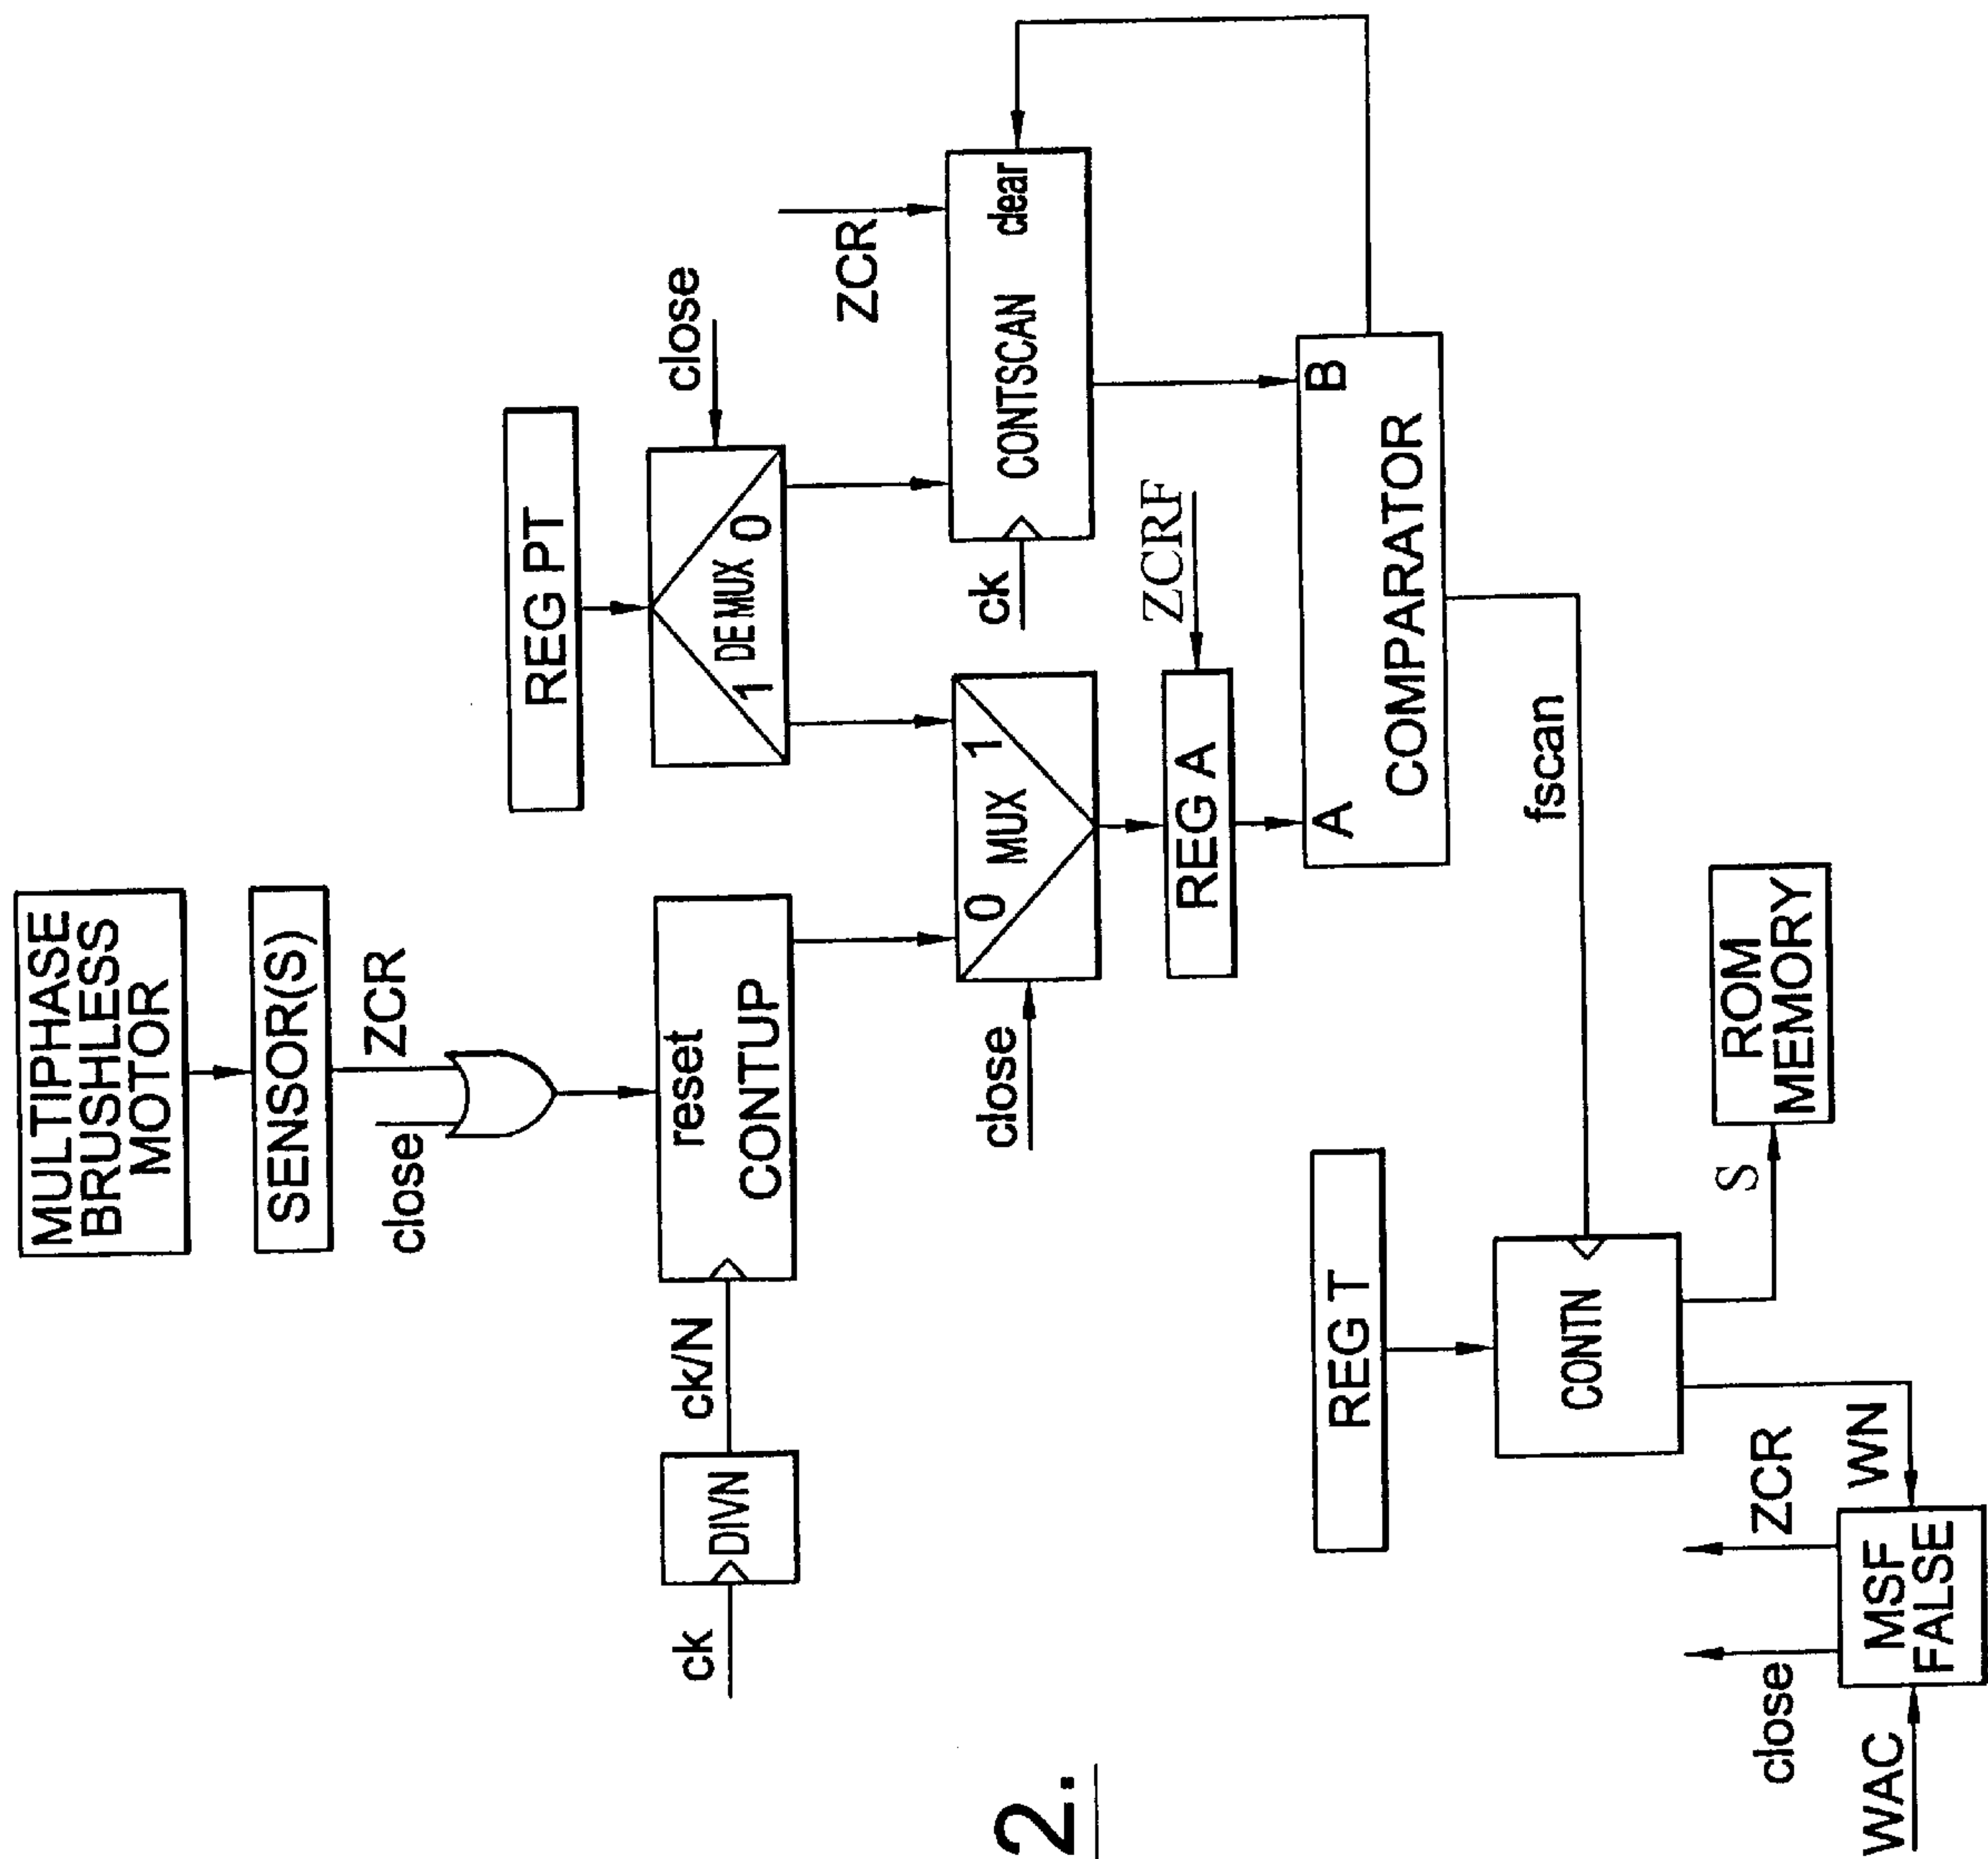 MULTIPHASE
BRUSHLESS
MOTOR
SENSOR(S)
ZCR
close
reset
CONTUP
ck
DIVN
ck/N
REG PT
close
1 DEMUX 0
ZCR
CONTSCAN clear
ck
0 MUX 1
close
REG A
ZCRF
A
B
COMPARATOR
fscan
REG T
CONTN
S
ROM
MEMORY
WN
ZCR
close
MSF
FALSE
WAC
2.